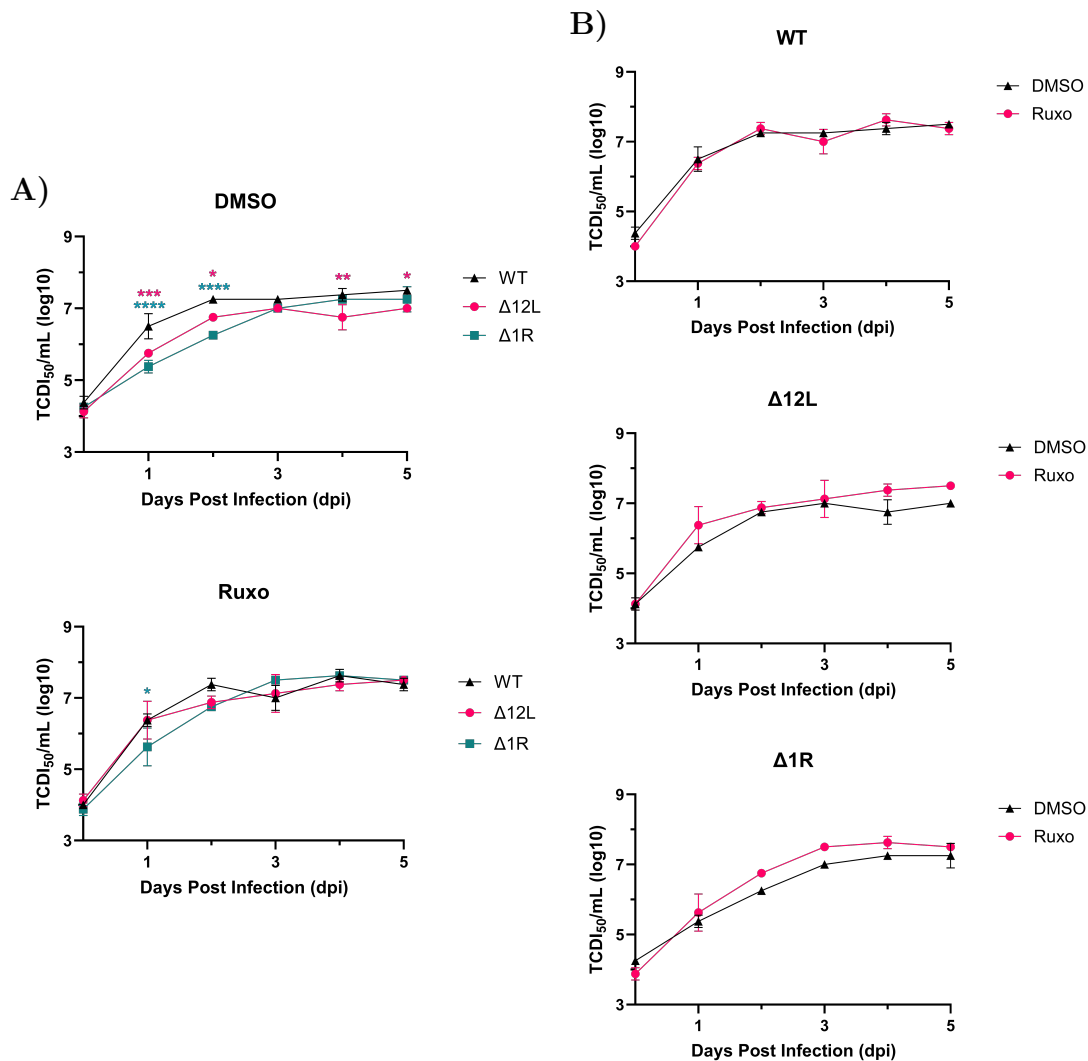 A)
DMSO
TCDI50/mL (log10)
9
7
5
3
***
****
*
****
**
*
1
3
5
Days Post Infection (dpi)
WT
Δ12L
Δ1R
Ruxo
TCDI50/mL (log10)
9
7
5
3
*
1
3
5
Days Post Infection (dpi)
WT
Δ12L
Δ1R
B)
WT
TCDI50/mL (log10)
9
7
5
3
1
3
5
Days Post Infection (dpi)
DMSO
Ruxo
Δ12L
TCDI50/mL (log10)
9
7
5
3
1
3
5
Days Post Infection (dpi)
DMSO
Ruxo
Δ1R
TCDI50/mL (log10)
9
7
5
3
1
3
5
Days Post Infection (dpi)
DMSO
Ruxo